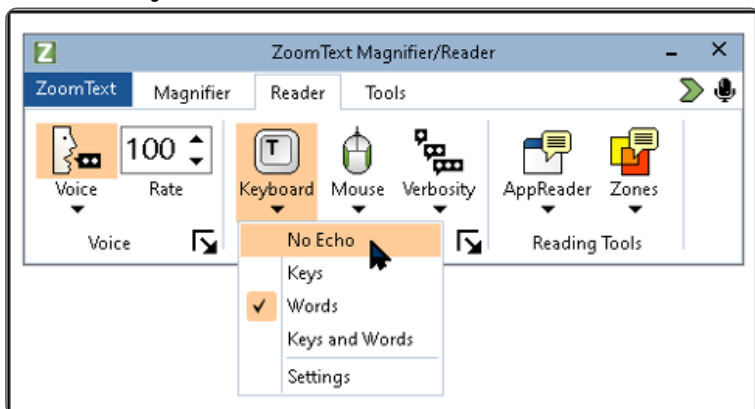 Z ZoomText Magnifier/Reader
ZoomText Magnifier Reader Tools
100
T
Voice Rate Keyboard Mouse Verbosity AppReader Zones
Voice Reading Tools
No Echo
Keys
Words
Keys and Words
Settings